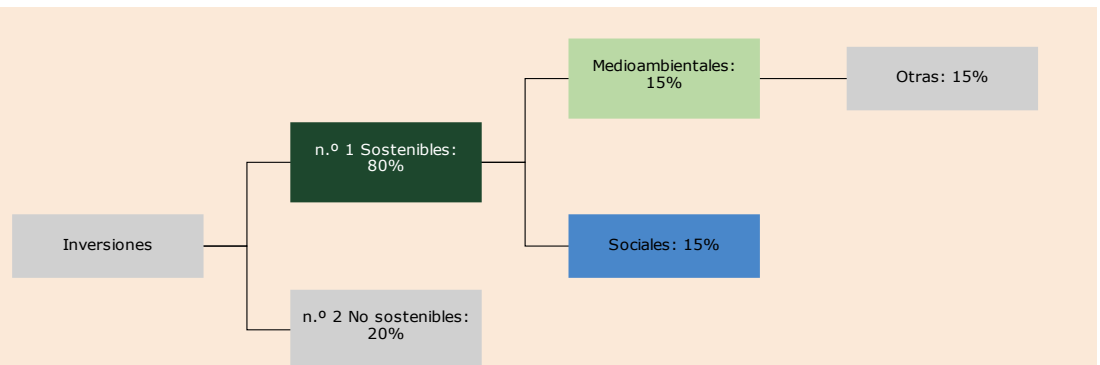 Medioambientales:
15%
Otras: 15%
n.º 1 Sostenibles:
80%
Inversiones
Sociales: 15%
n.º 2 No sostenibles:
20%